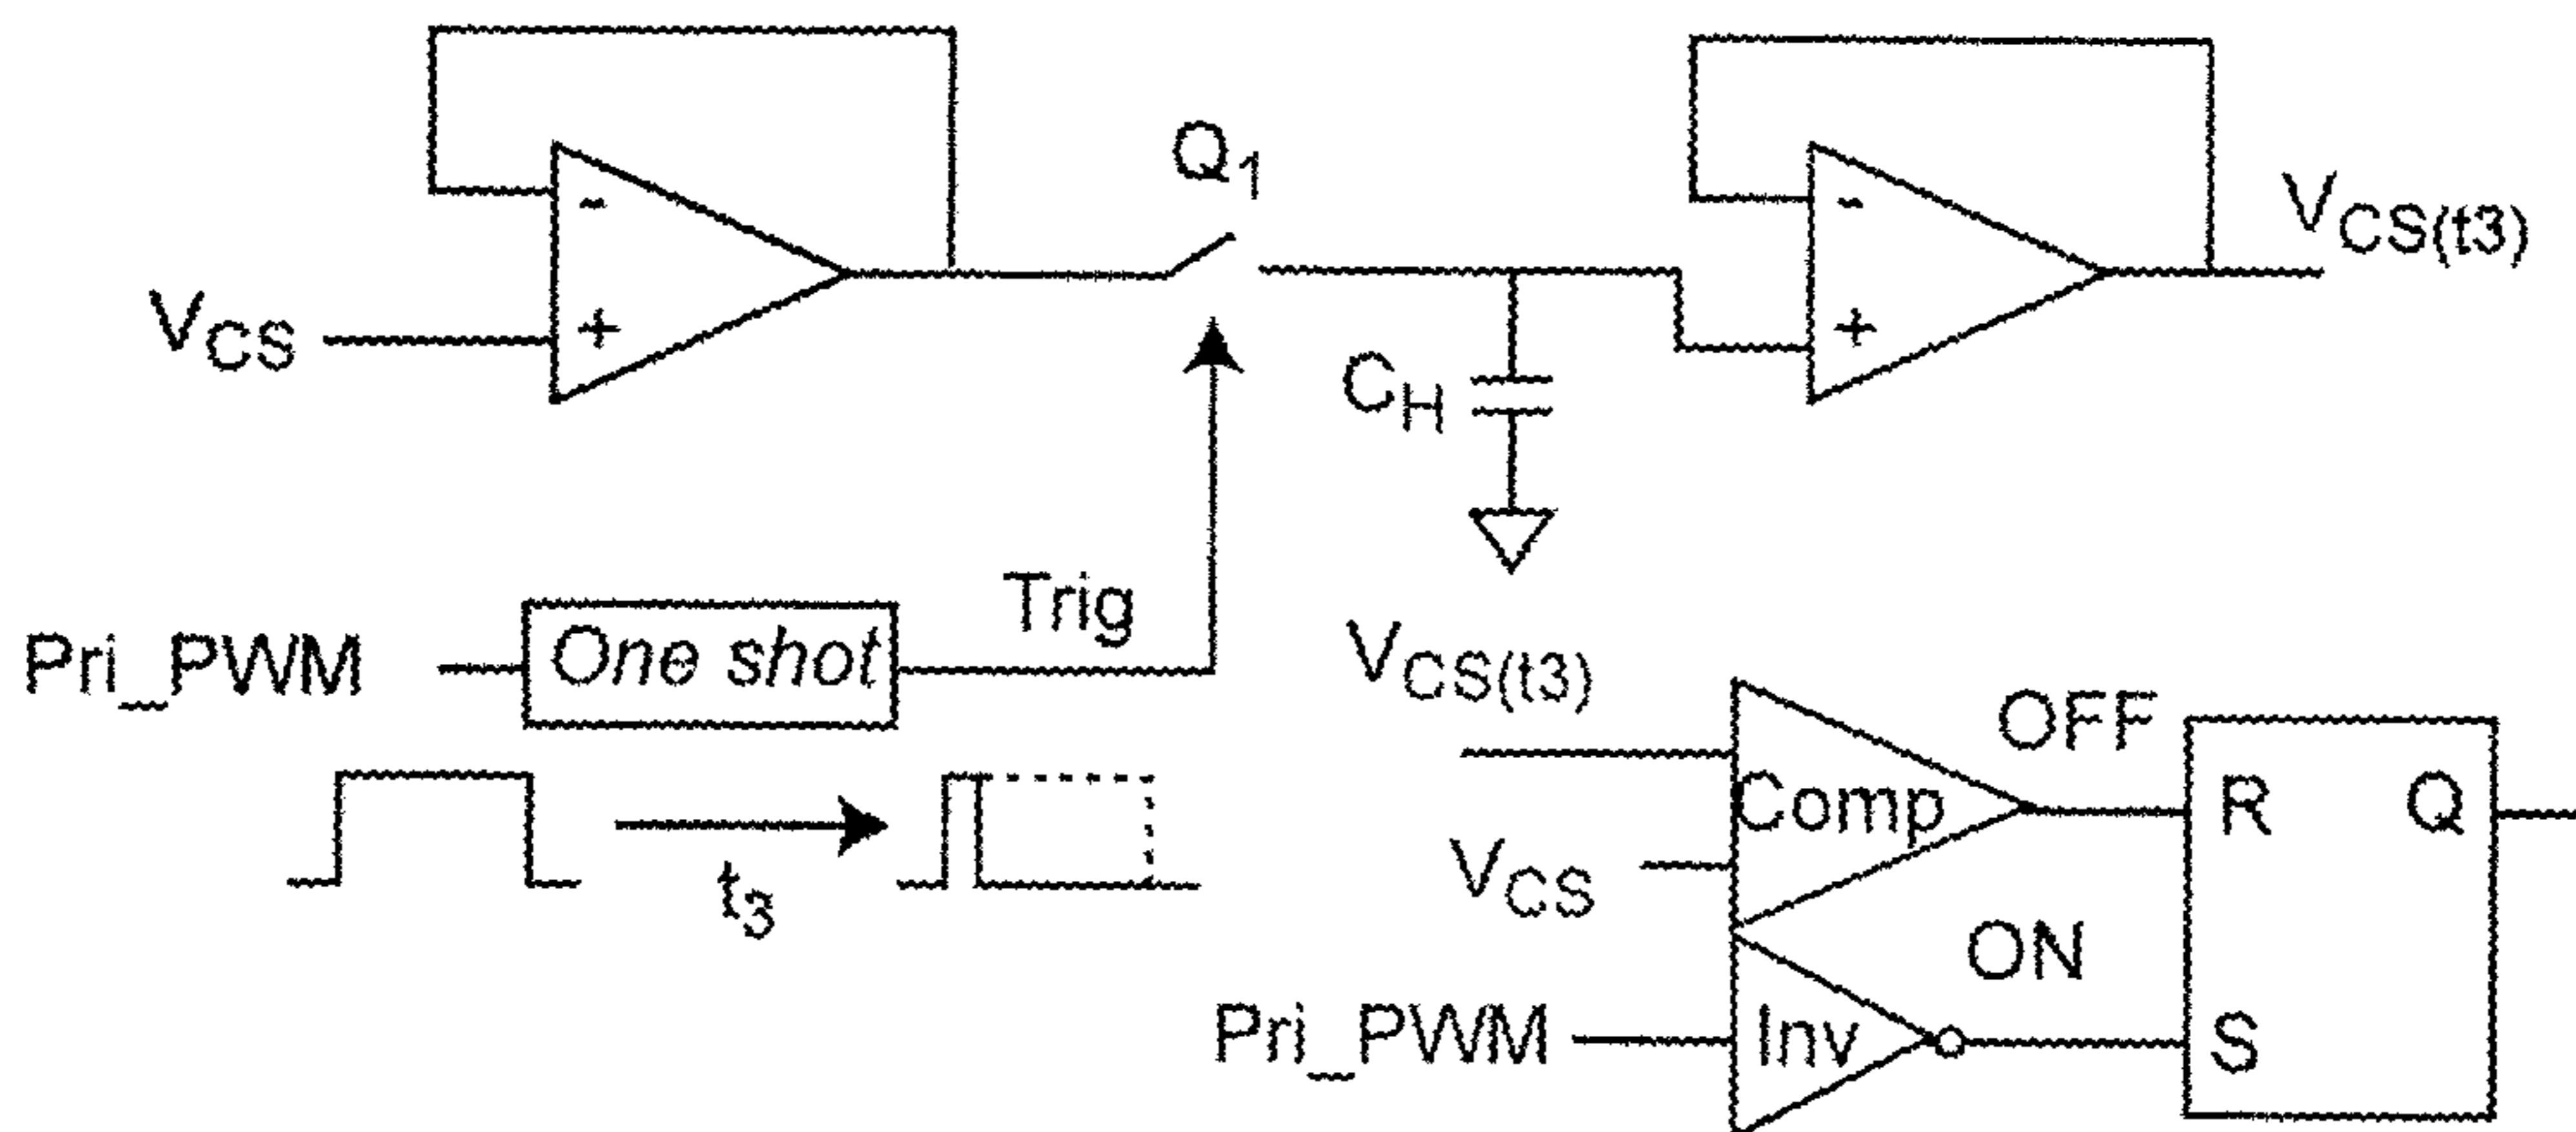 Q1
-
+
VCS
-
+
VCS(t3)
CH
Pri_PWM
One shot
Trig
t3
VCS(t3)
VCS
Comp
OFF
R
Q
Pri_PWM
Inv
ON
S